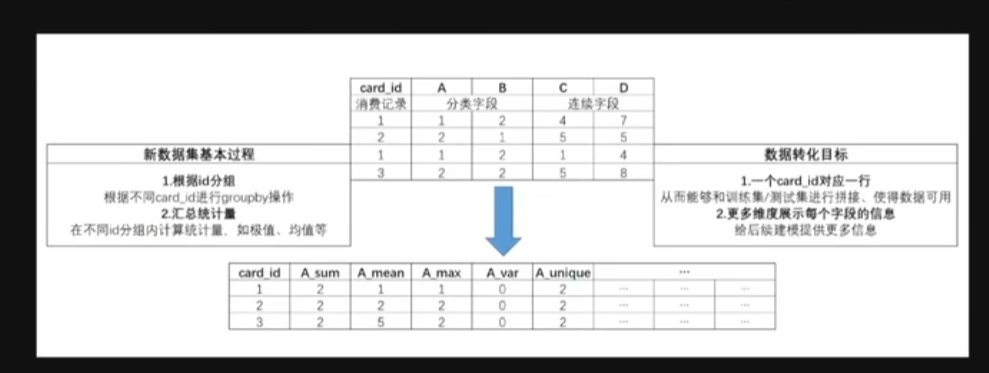 card_id A B C D
消费记录 分类字段 连续字段
1 1 2 4 7
2 2 1 5 5
1 1 2 1 4
3 2 2 5 8
新数据集基本过程
1.根据id分组
根据不同card_id进行groupby操作
2.汇总统计量
在不同id分组内计算统计量，如极值、均值等
数据转化目标
1.一个card_id对应一行
从而能够和训练集/测试集进行拼接、使得数据可用
2.更多维度展示每个字段的信息
给后续建模提供更多信息
card_id A_sum A_mean A_max A_var A_unique ...
1 2 1 1 0 2 ... ... ...
2 2 2 2 0 2 ... ... ...
3 2 5 2 0 2 ... ... ...